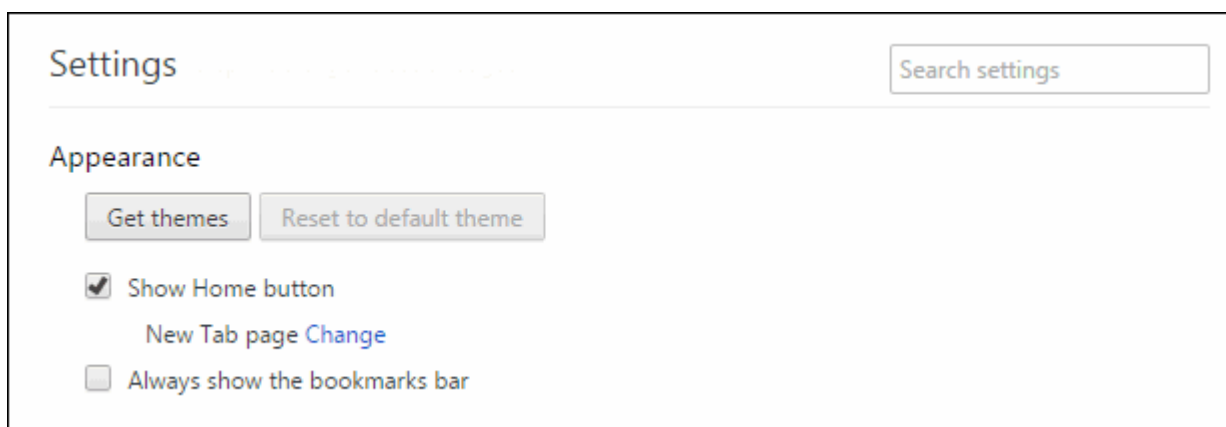 Settings
Search settings
Appearance
Get themes Reset to default theme
Show Home button
New Tab page Change
Always show the bookmarks bar